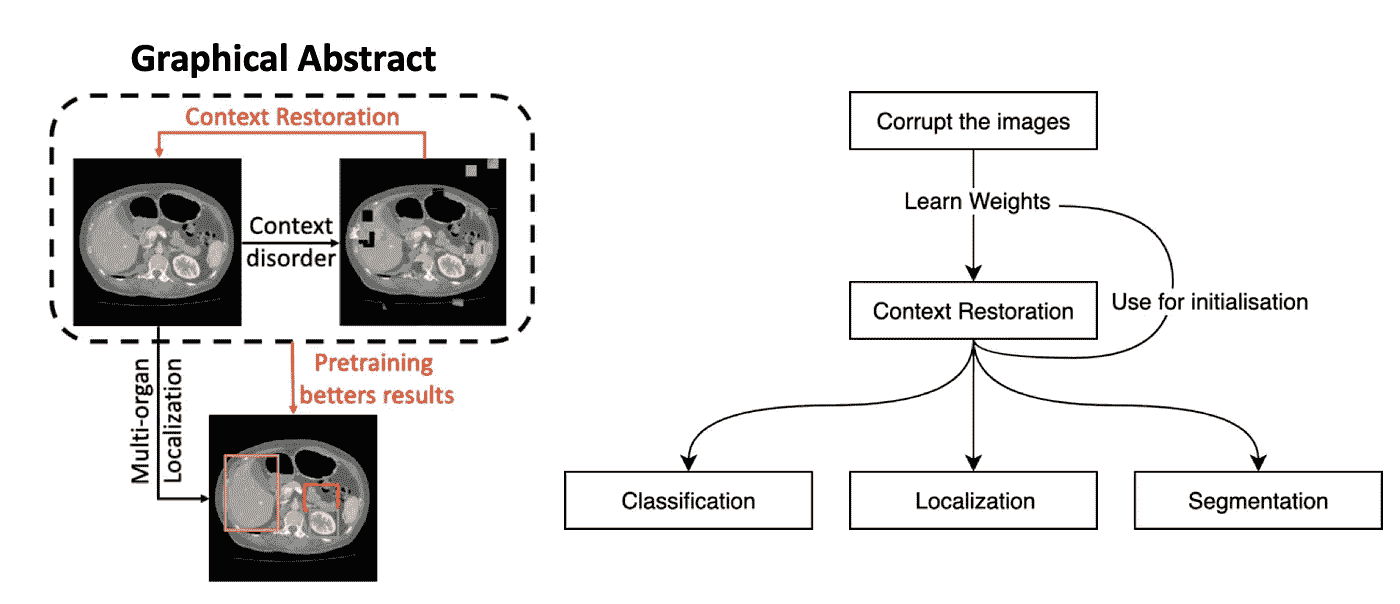 Graphical Abstract
Context Restoration
Context
disorder
Multi-organ
Localization
Pretraining
betters results
Corrupt the images
Learn Weights
Context Restoration
Use for initialisation
Classification
Localization
Segmentation